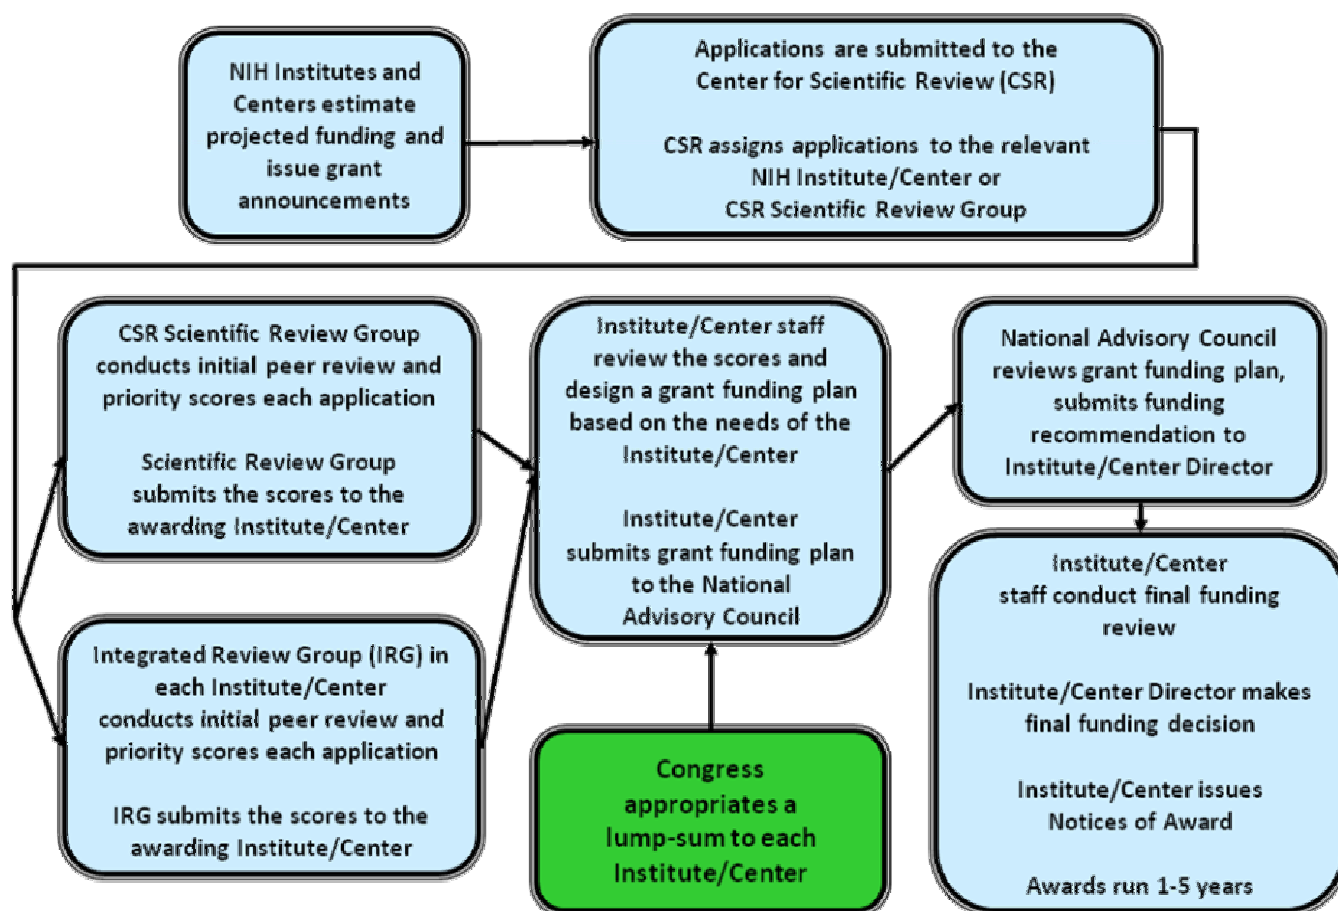 NIH Institutes and
Centers estimate
projected funding and
issue grant
announcements
Applications are submitted to the
Center for Scientific Review (CSR)
CSR assigns applications to the relevant
NIH Institute/Center or
CSR Scientific Review Group
CSR Scientific Review Group
conducts initial peer review and
priority scores each application
Scientific Review Group
submits the scores to the
awarding Institute/Center
Integrated Review Group (IRG) in
each Institute/Center
conducts initial peer review and
priority scores each application
IRG submits the scores to the
awarding Institute/Center
Institute/Center staff
review the scores and
design a grant funding plan
based on the needs of the
Institute/Center
Institute/Center
submits grant funding plan
to the National
Advisory Council
Congress
appropriates a
lump-sum to each
Institute/Center
National Advisory Council
reviews grant funding plan,
submits funding
recommendation to
Institute/Center Director
Institute/Center
staff conduct final funding
review
Institute/Center Director makes
final funding decision
Institute/Center issues
Notices of Award
Awards run 1-5 years